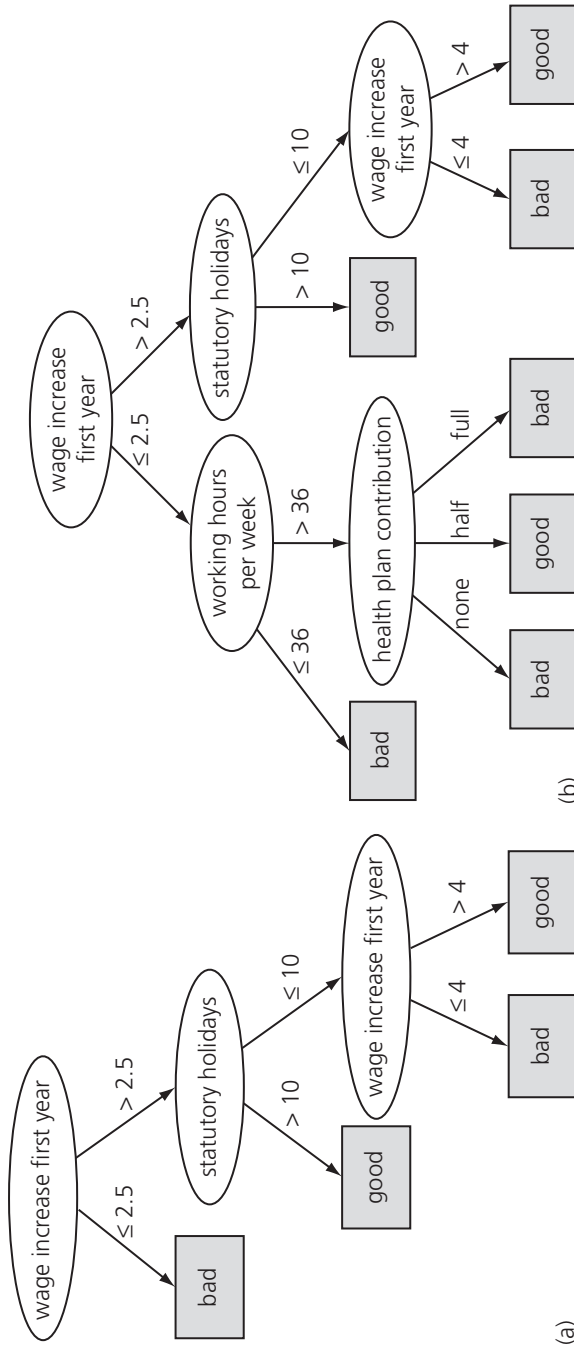 wage increase first year
≤ 2.5
> 2.5
bad
statutory holidays
> 10
≤ 10
good
wage increase first year
≤ 4
> 4
bad
good
(a)
wage increase
first year
≤ 2.5
> 2.5
working hours
per week
statutory holidays
≤ 36
> 36
> 10
≤ 10
bad
health plan contribution
good
wage increase
first year
none
half
full
≤ 4
> 4
bad
good
bad
bad
good
(b)